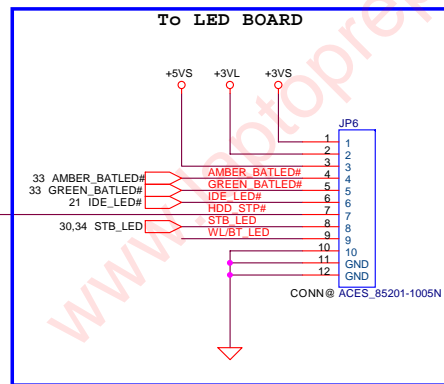 To LED BOARD
+5VS +3VL +3VS
JP6
1 1
2 2
3 3
33 AMBER_BATLED# AMBER_BATLED# 4 4
33 GREEN_BATLED# GREEN_BATLED# 5 5
21 IDE_LED# IDE_LED# 6 6
HDD_STP# 7 7
30,34 STB_LED STB_LED 8 8
WL/BT_LED 9 9
10 10
11 GND
12 GND
CONN@ ACES_85201-1005N
www.laptoprep